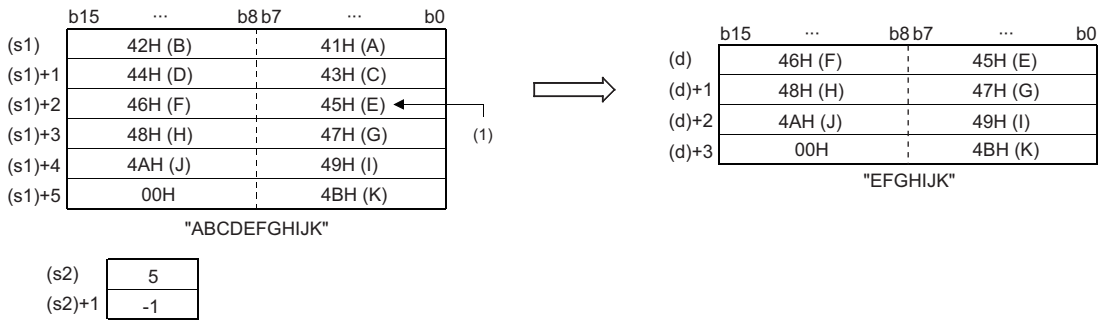 b15 ··· b8 b7 ··· b0
(s1) 42H (B) 41H (A)
(s1)+1 44H (D) 43H (C)
(s1)+2 46H (F) 45H (E)
(s1)+3 48H (H) 47H (G)
(s1)+4 4AH (J) 49H (I)
(s1)+5 00H 4BH (K)
"ABCDEFGHIJK"
(1)
(s2) 5
(s2)+1 -1
b15 ··· b8 b7 ··· b0
(d) 46H (F) 45H (E)
(d)+1 48H (H) 47H (G)
(d)+2 4AH (J) 49H (I)
(d)+3 00H 4BH (K)
"EFGHIJK"